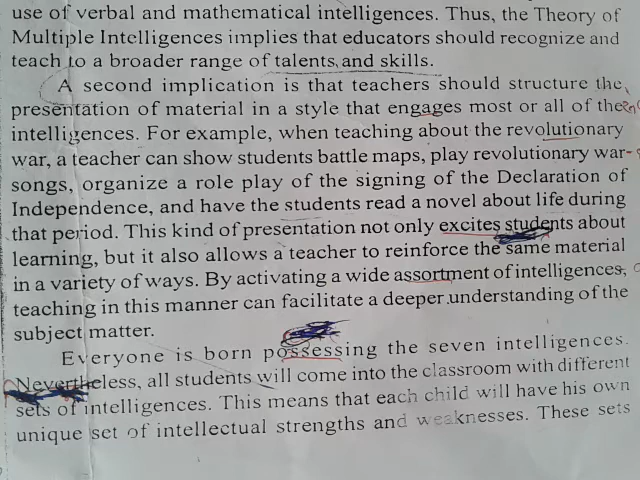 use of verbal and mathematical intelligences. Thus, the Theory of
Multiple Intelligences implies that educators should recognize and
teach to a broader range of talents and skills.
A second implication is that teachers should structure the
presentation of material in a style that engages most or all of the
intelligences. For example, when teaching about the revolutionary
war, a teacher can show students battle maps, play revolutionary war
songs, organize a role play of the signing of the Declaration of
Independence, and have the students read a novel about life during
that period. This kind of presentation not only excites students about
learning, but it also allows a teacher to reinforce the same material
in a variety of ways. By activating a wide assortment of intelligences,
teaching in this manner can facilitate a deeper understanding of the
subject matter.
Everyone is born possessing the seven intelligences.
Nevertheless, all students will come into the classroom with different
sets of intelligences. This means that each child will have his own
unique set of intellectual strengths and weaknesses. These sets